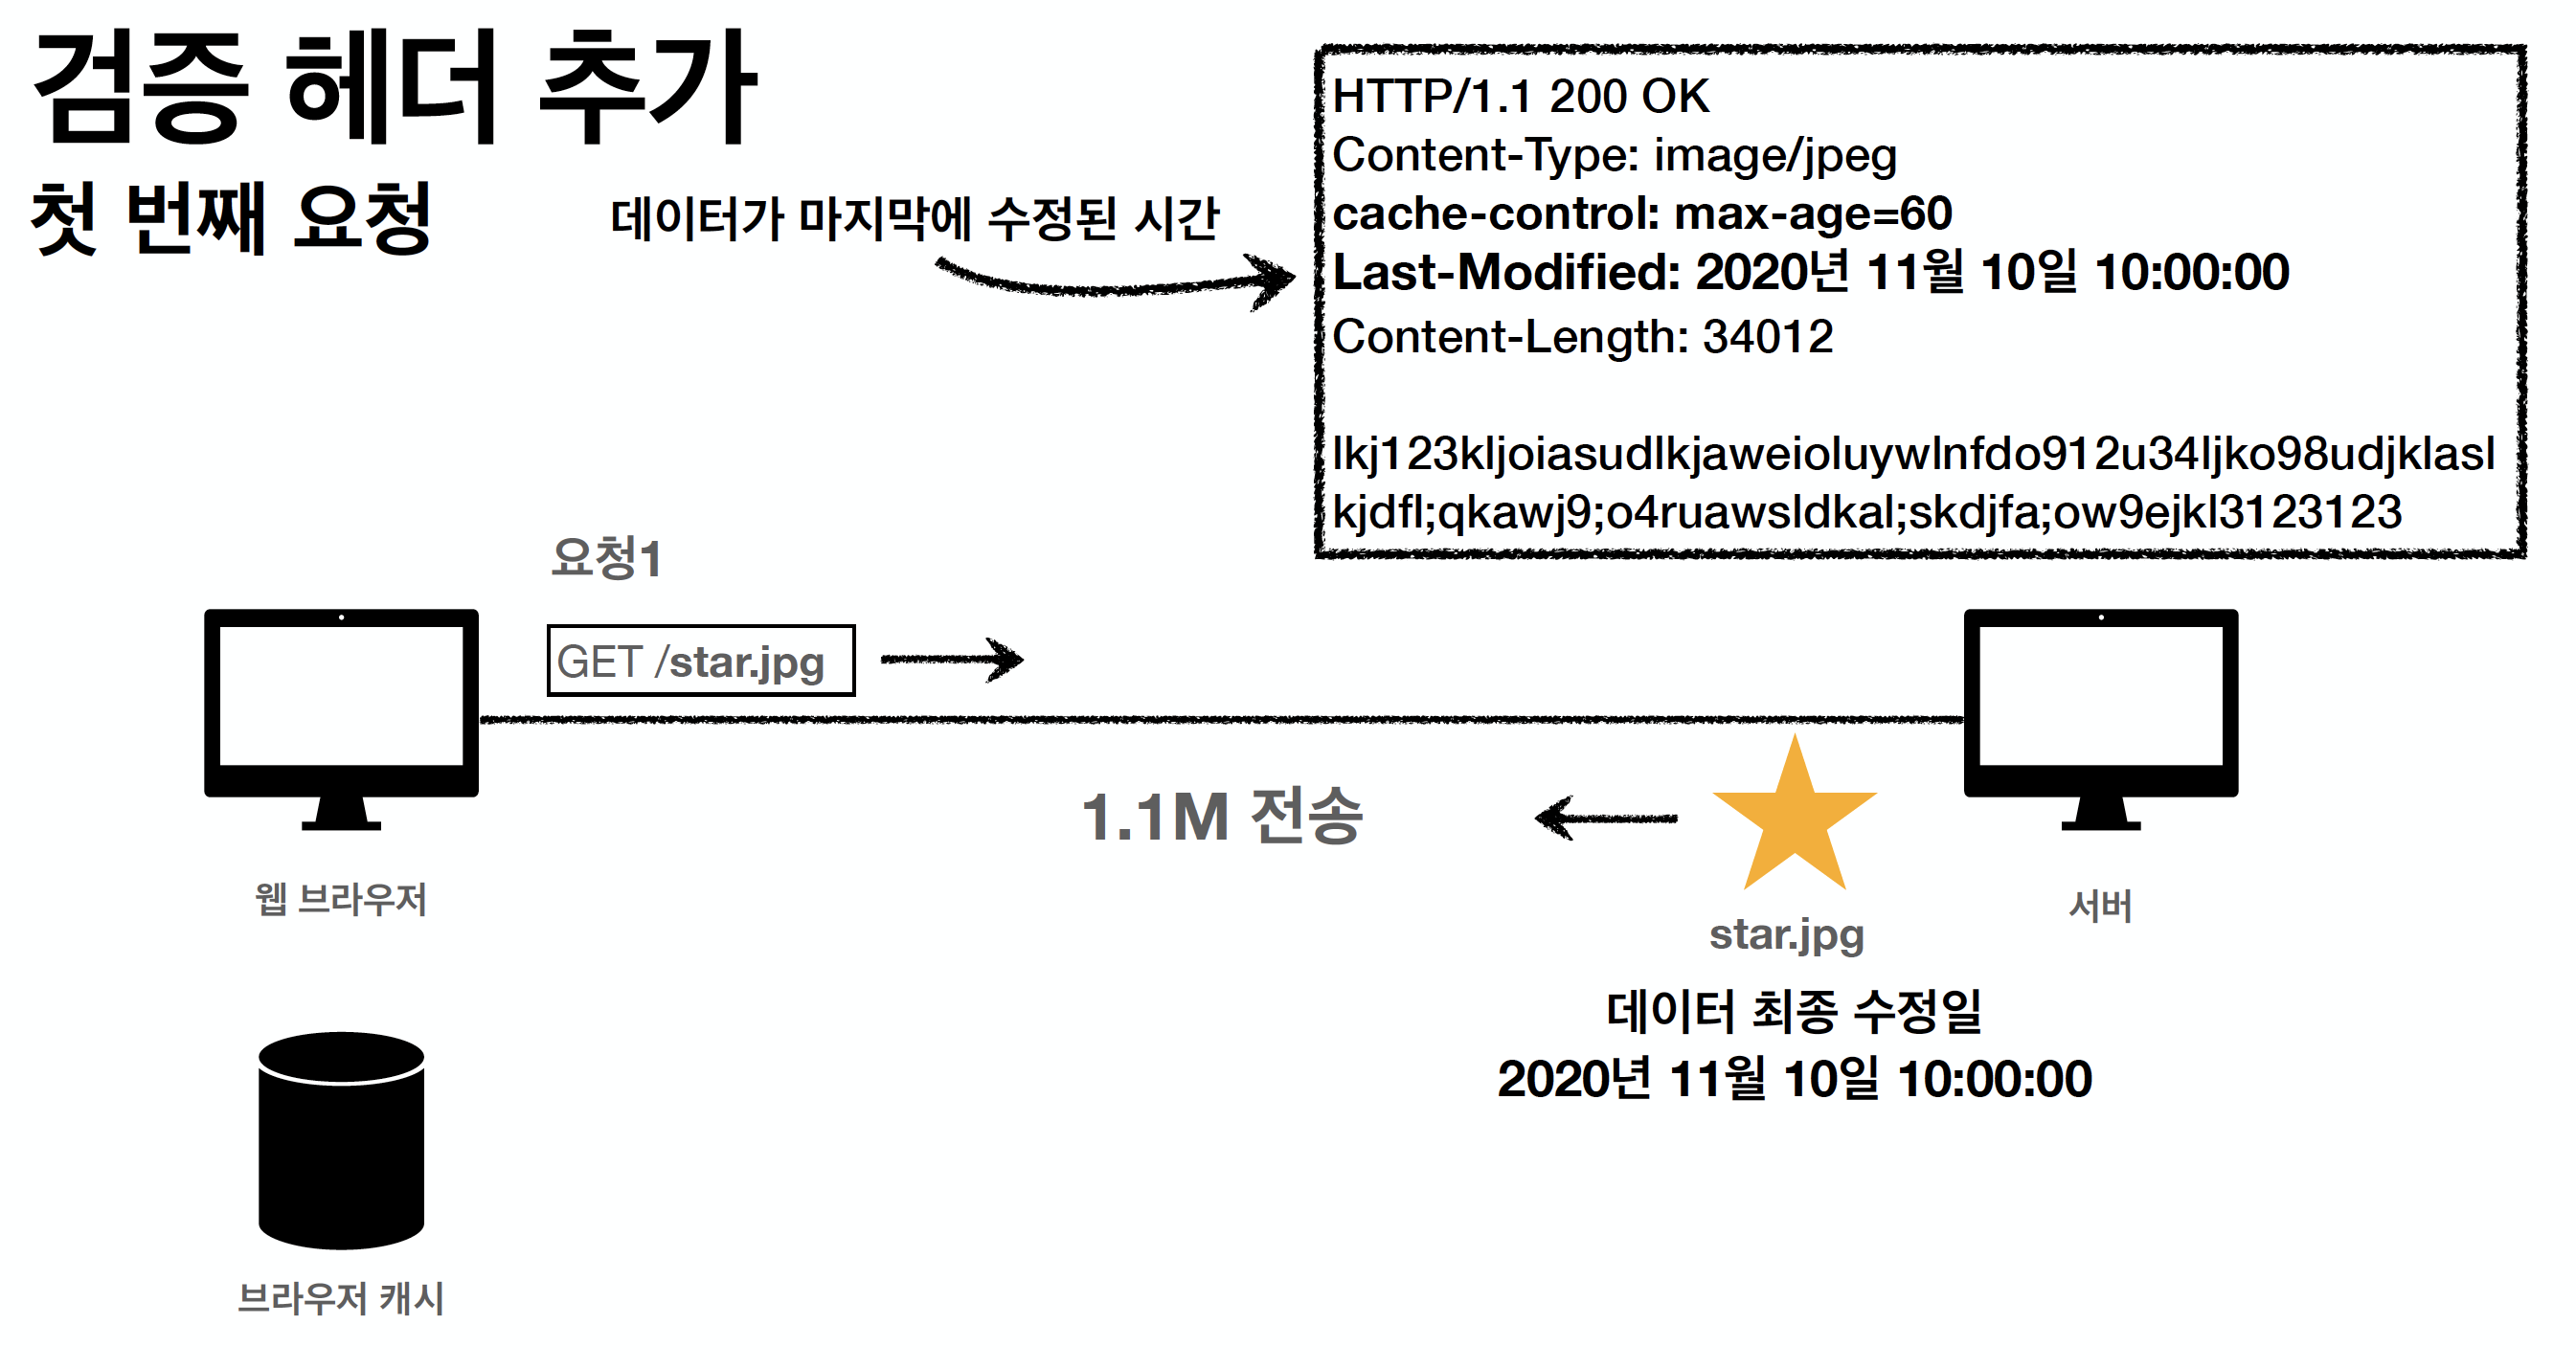 검증 헤더 추가
첫 번째 요청
데이터가 마지막에 수정된 시간
HTTP/1.1 200 OK
Content-Type: image/jpeg
cache-control: max-age=60
Last-Modified: 2020년 11월 10일 10:00:00
Content-Length: 34012
lkj123kljoiasudlkjaweioluywlnfdo912u34ljko98udjklasl
kjdfl;qkawj9;o4ruawsldkal;skdjfa;ow9ejkl3123123
요청1
GET /star.jpg
1.1M 전송
웹 브라우저
서버
star.jpg
데이터 최종 수정일
2020년 11월 10일 10:00:00
브라우저 캐시